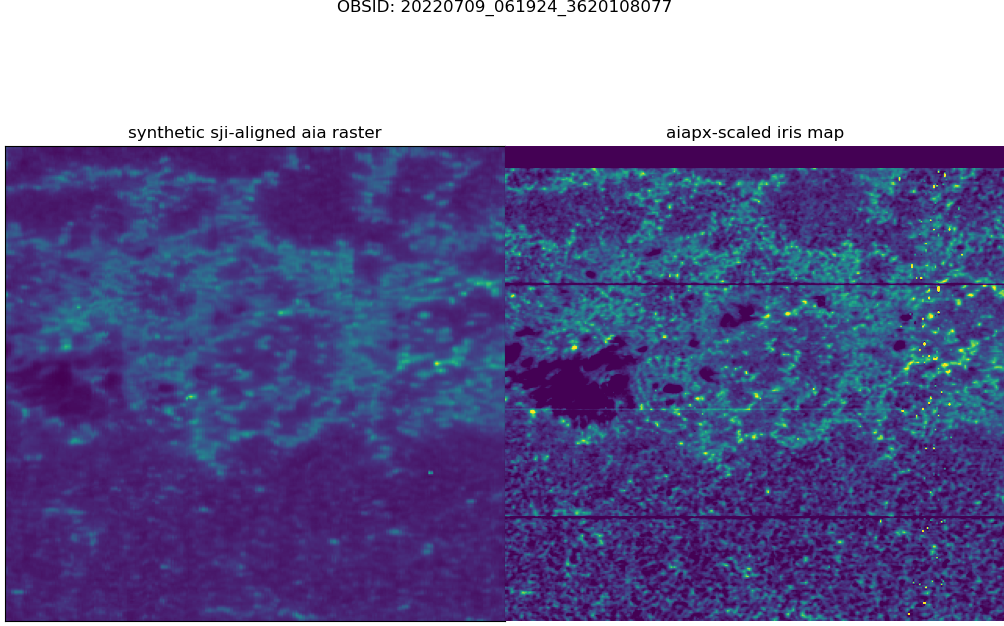 OBSID: 20220709_061924_3620108077
synthetic sji-aligned aia raster
aiapx-scaled iris map